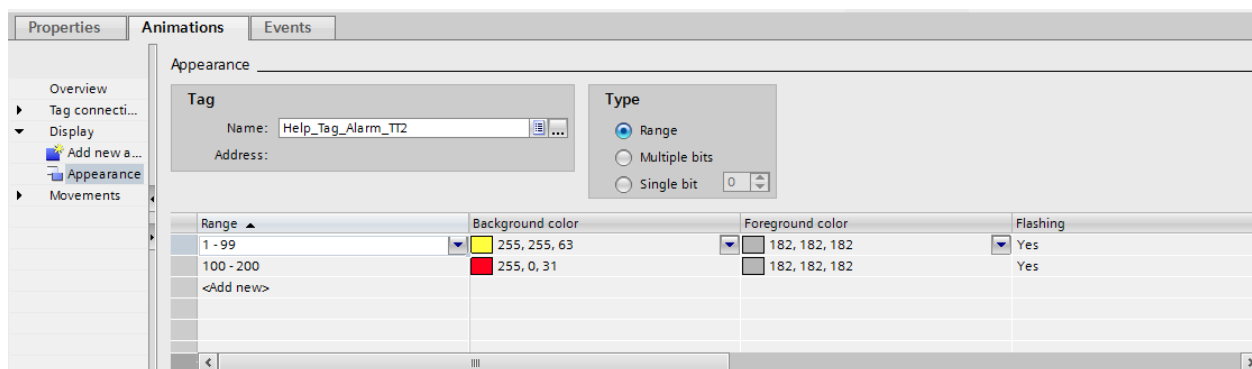 Properties Animations Events
Appearance
Overview
Tag connecti...
Display
Add new a...
Appearance
Movements
Tag
Name: Help_Tag_Alarm_TT2 ...
Address:
Type
Range
Multiple bits
Single bit 0
Range Background color Foreground color Flashing
1 - 99 255, 255, 63 182, 182, 182 Yes
100 - 200 255, 0, 31 182, 182, 182 Yes
<Add new>